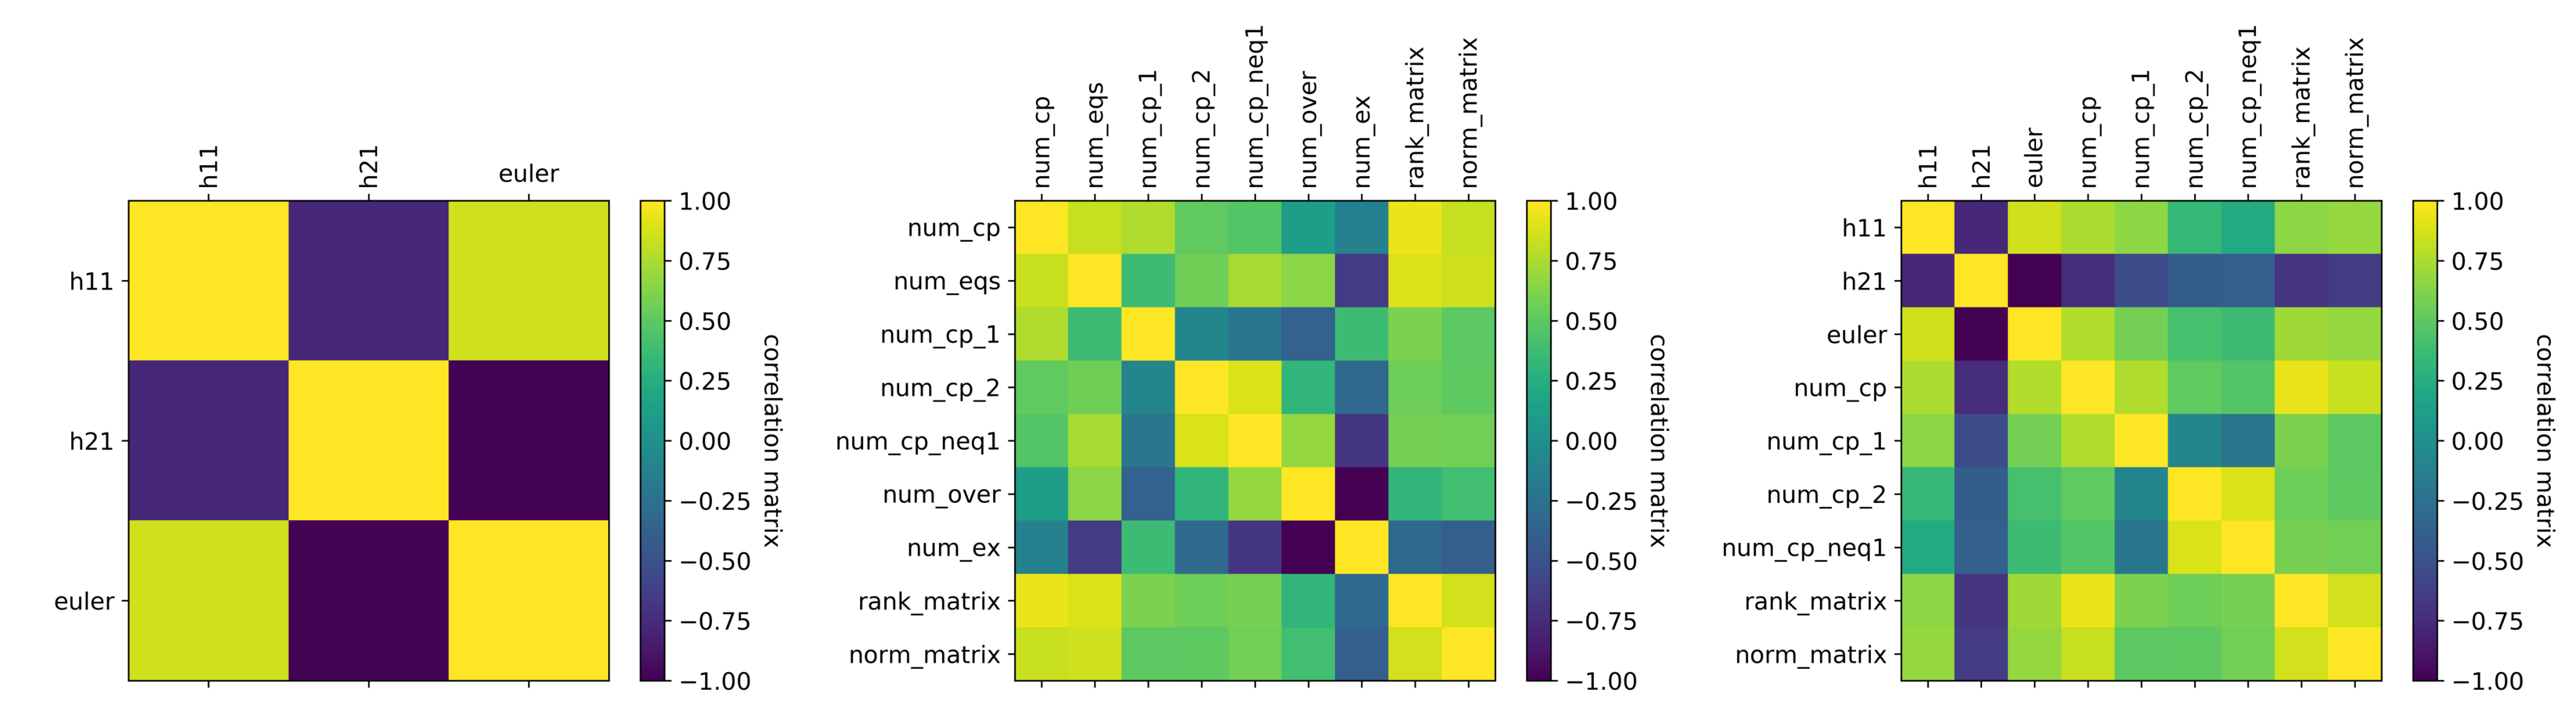 h11
h21
euler
h11
h21
euler
1.00
0.75
0.50
0.25
0.00
−0.25
−0.50
−0.75
−1.00
correlation matrix
num_cp
num_eqs
num_cp_1
num_cp_2
num_cp_neq1
num_over
num_ex
rank_matrix
norm_matrix
num_cp
num_eqs
num_cp_1
num_cp_2
num_cp_neq1
num_over
num_ex
rank_matrix
norm_matrix
1.00
0.75
0.50
0.25
0.00
−0.25
−0.50
−0.75
−1.00
correlation matrix
h11
h21
euler
num_cp
num_cp_1
num_cp_2
num_cp_neq1
rank_matrix
norm_matrix
h11
h21
euler
num_cp
num_cp_1
num_cp_2
num_cp_neq1
rank_matrix
norm_matrix
1.00
0.75
0.50
0.25
0.00
−0.25
−0.50
−0.75
−1.00
correlation matrix